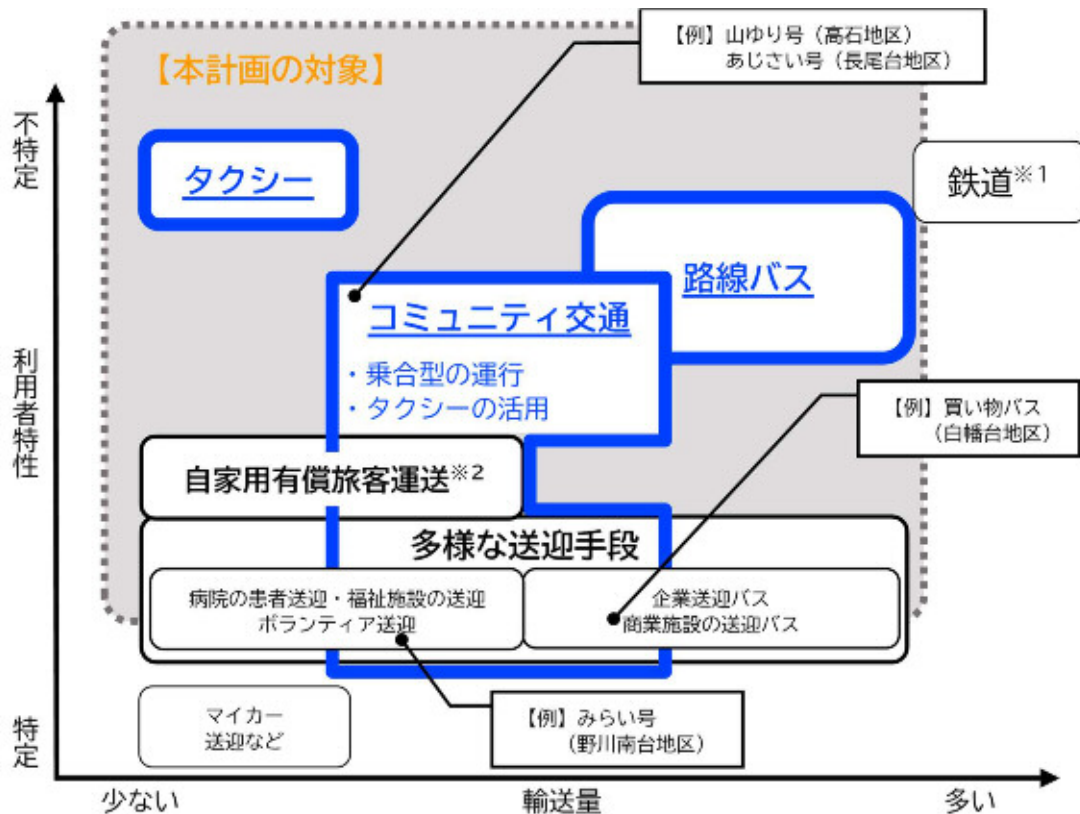 【例】山ゆり号（高石地区）
あじさい号（長尾台地区）
【本計画の対象】
不特定
タクシー
鉄道※1
路線バス
コミュニティ交通
・乗合型の運行
・タクシーの活用
利用者特性
【例】買い物バス
（白幡台地区）
自家用有償旅客運送※2
多様な送迎手段
病院の患者送迎・福祉施設の送迎
ボランティア送迎
企業送迎バス
商業施設の送迎バス
特定
マイカー
送迎など
【例】みらい号
（野川南台地区）
少ない
輸送量
多い